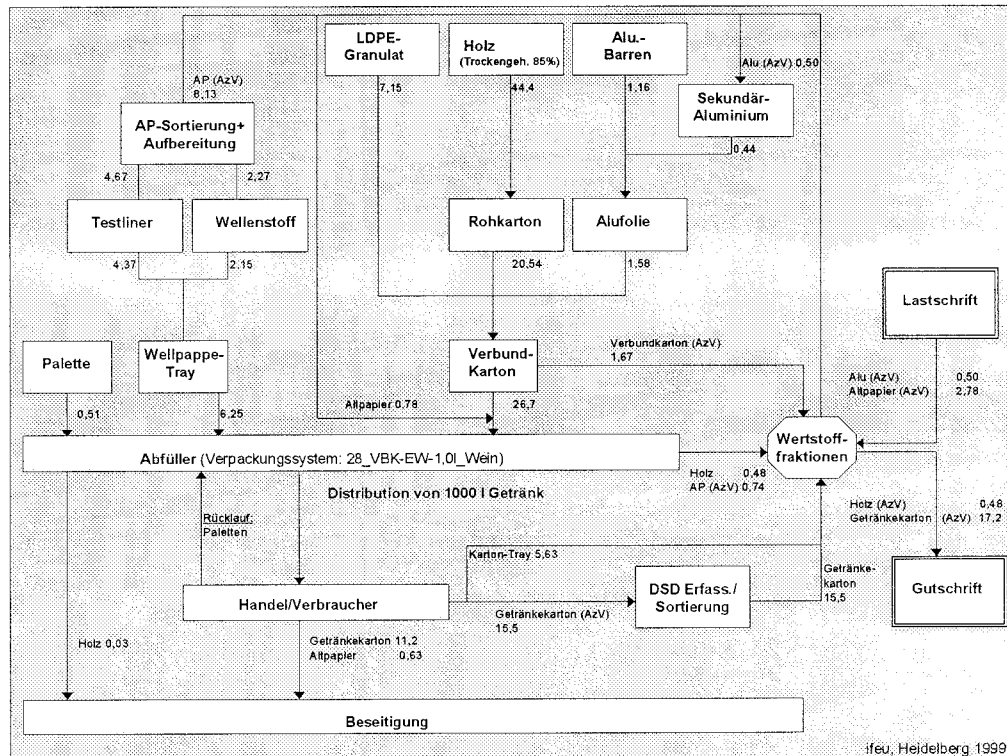 LDPE-
Granulat
Holz
(Trockengeh. 85%)
Alu.-
Barren
Alu (AzV) 0,50
7,15
44,4
1,16
AP (AzV)
8,13
Sekundär-
Aluminium
AP-Sortierung+
Aufbereitung
0,44
4,67
2,27
Testliner
Wellenstoff
Rohkarton
Alufolie
4,37
2,15
20,54
1,58
Lastschrift
Palette
Wellpappe-
Tray
Verbund-
Karton
Verbundkarton (AzV)
1,67
Alu (AzV) 0,50
Altpapier (AzV) 2,78
0,51
6,25
Altpapier 0,78
26,7
Wertstoff-
fraktionen
Abfüller (Verpackungssystem: 28_VBK-EW-1,0l_Wein)
Holz 0,48
AP (AzV) 0,74
Distribution von 1000 l Getränk
Holz (AzV) 0,48
Getränkekarton (AzV) 17,2
Rücklauf:
Paletten
Karton-Tray 5,63
Handel/Verbraucher
DSD Erfass./
Sortierung
Getränke-
karton
15,5
Gutschrift
Getränkekarton (AzV)
15,5
Holz 0,03
Getränkekarton 11,2
Altpapier 0,63
Beseitigung
ifeu, Heidelberg 1999